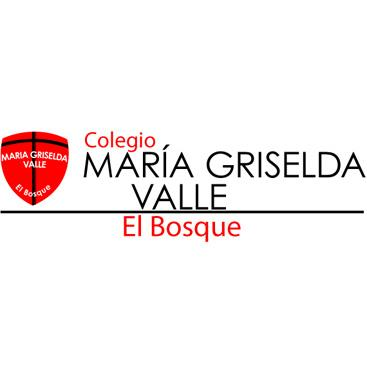 MARIA GRISELDA
VALLE
El Bosque
Colegio
MARÍA GRISELDA
VALLE
El Bosque